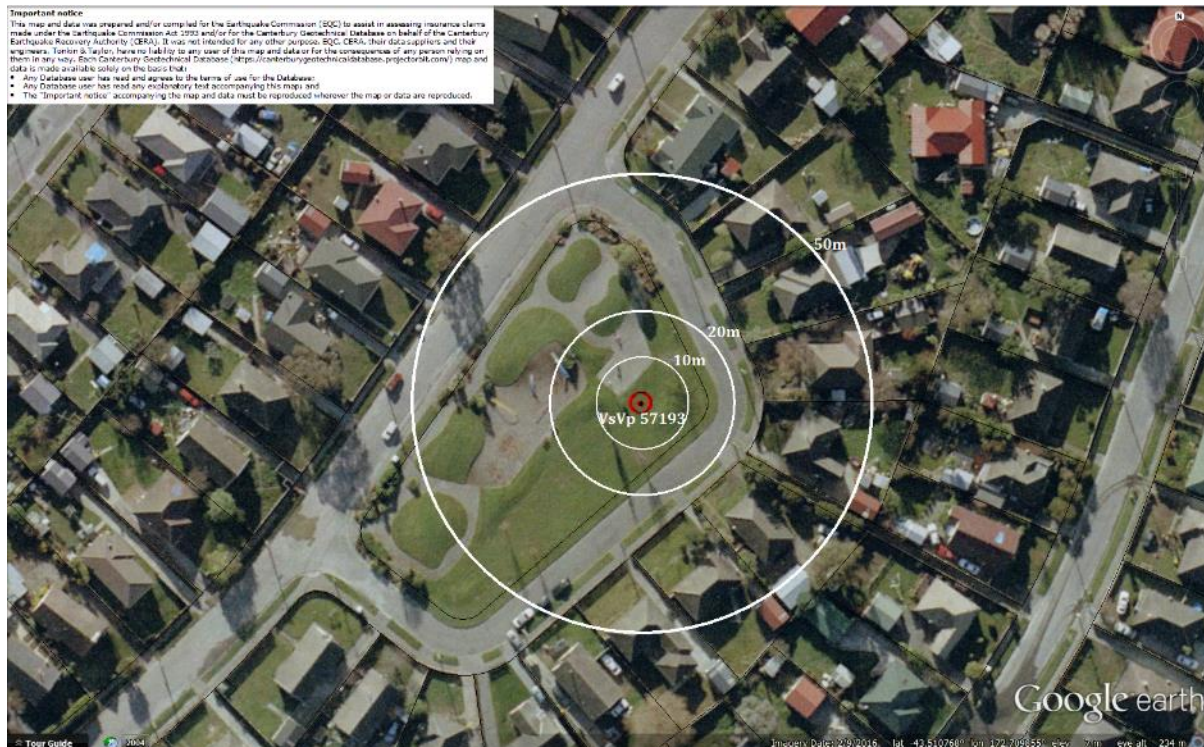 Important notice
This map and data was prepared and/or compiled for the Earthquake Commission (EQC) to assist in assessing insurance claims
made under the Earthquake Commission Act 1993 and/or for the Canterbury Geotechnical Database on behalf of the Canterbury
Earthquake Recovery Authority (CERA). It was not intended for any other purpose. EQC, CERA, their data suppliers and their
engineers, Tonkin & Taylor, have no liability to any user of this map and data or for the consequences of any person relying on
them in any way. Each Canterbury Geotechnical Database (https://canterburygeotechnicaldatabase.projectorbit.com/) map and
data is made available solely on the basis that:
• Any Database user has read and agrees to the terms of use for the Database;
• Any Database user has read any explanatory text accompanying this map; and
• The "Important notice" accompanying the map and data must be reproduced wherever the map or data are reproduced.
N
50m
20m
10m
VsVp 57193
Google earth
Tour Guide
2004
Imagery Date: 2/9/2016 lat -43.510768° lon 172.709855° elev 7 m eye alt 234 m